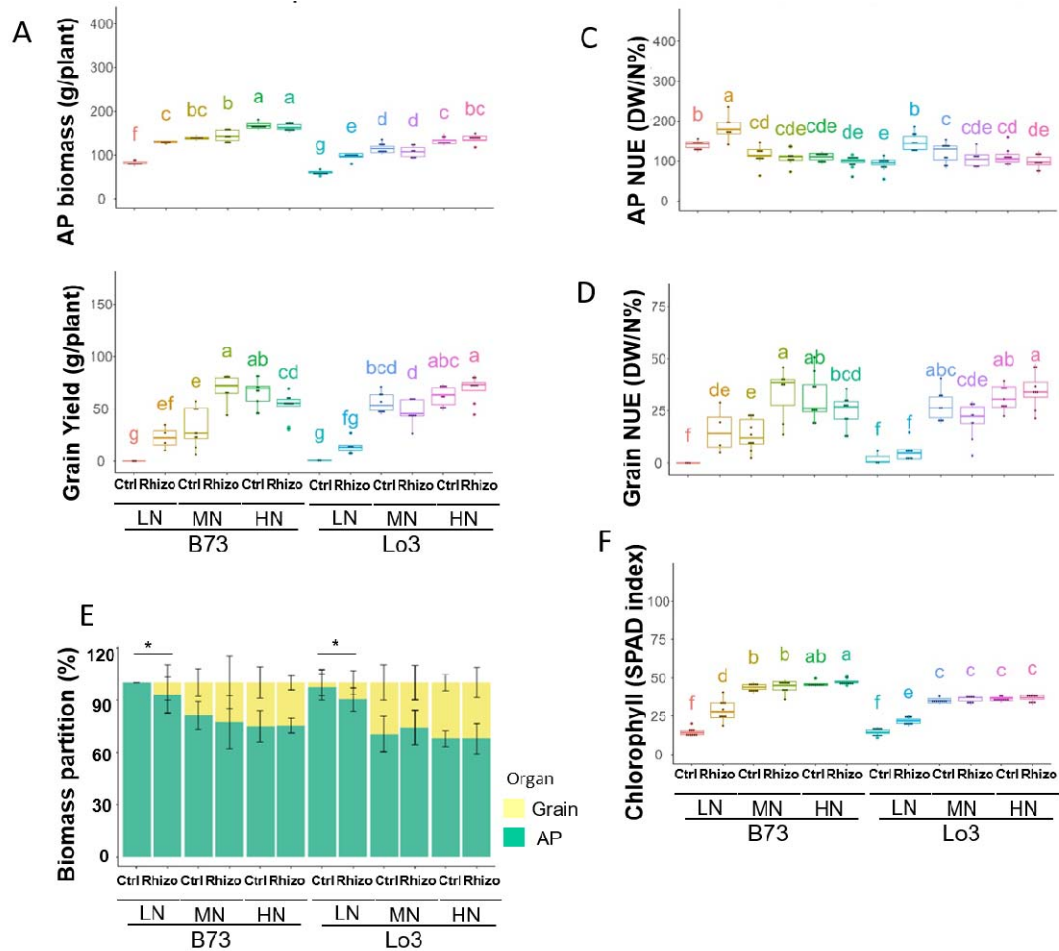 A
AP biomass (g/plant)
400
300
200
100
0
f c bc b a a g e d d c bc
Grain Yield (g/plant)
150
100
50
0
g ef e a ab cd g fg bcd d abc a
Ctrl Rhizo Ctrl Rhizo Ctrl Rhizo Ctrl Rhizo Ctrl Rhizo Ctrl Rhizo
LN MN HN LN MN HN
B73 Lo3
C
AP NUE (DW/N%)
400
300
200
100
0
b a cd cde cde de e b c cde cd de
D
Grain NUE (DW/N%)
75
50
25
0
f de e a ab bcd f f abc cde ab a
E
Biomass partition (%)
120
90
60
30
0
* *
Organ
Grain
AP
Ctrl Rhizo Ctrl Rhizo Ctrl Rhizo Ctrl Rhizo Ctrl Rhizo Ctrl Rhizo
LN MN HN LN MN HN
B73 Lo3
F
Chlorophyll (SPAD index)
100
75
50
25
0
f d b b ab a f e c c c c
Ctrl Rhizo Ctrl Rhizo Ctrl Rhizo Ctrl Rhizo Ctrl Rhizo Ctrl Rhizo
LN MN HN LN MN HN
B73 Lo3